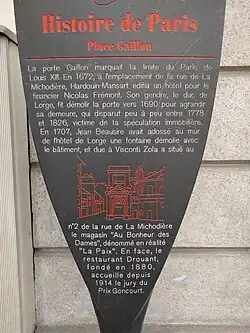 Histoire de Paris
Place Gaillon
La porte Gaillon marquait la limite du Paris de
Louis XIII. En 1672, à l'emplacement de la rue de La
Michodière, Hardouin-Mansart édifia un hôtel pour le
financier Nicolas Frémont. Son gendre, le duc de
Lorge, fit démolir la porte vers 1690 pour agrandir
sa demeure, qui disparut peu à peu entre 1778
et 1826, victime de la spéculation immobilière.
En 1707, Jean Beausire avait adossé au mur
de l'hôtel de Lorge une fontaine démolie avec
le bâtiment, et due à Visconti. Zola a situé au
n°2 de la rue de La Michodière
le magasin "Au Bonheur des
Dames", dénommé en réalité
"La Paix". En face, le
restaurant Drouant,
fondé en 1880,
accueille depuis
1914 le jury du
Prix Goncourt.